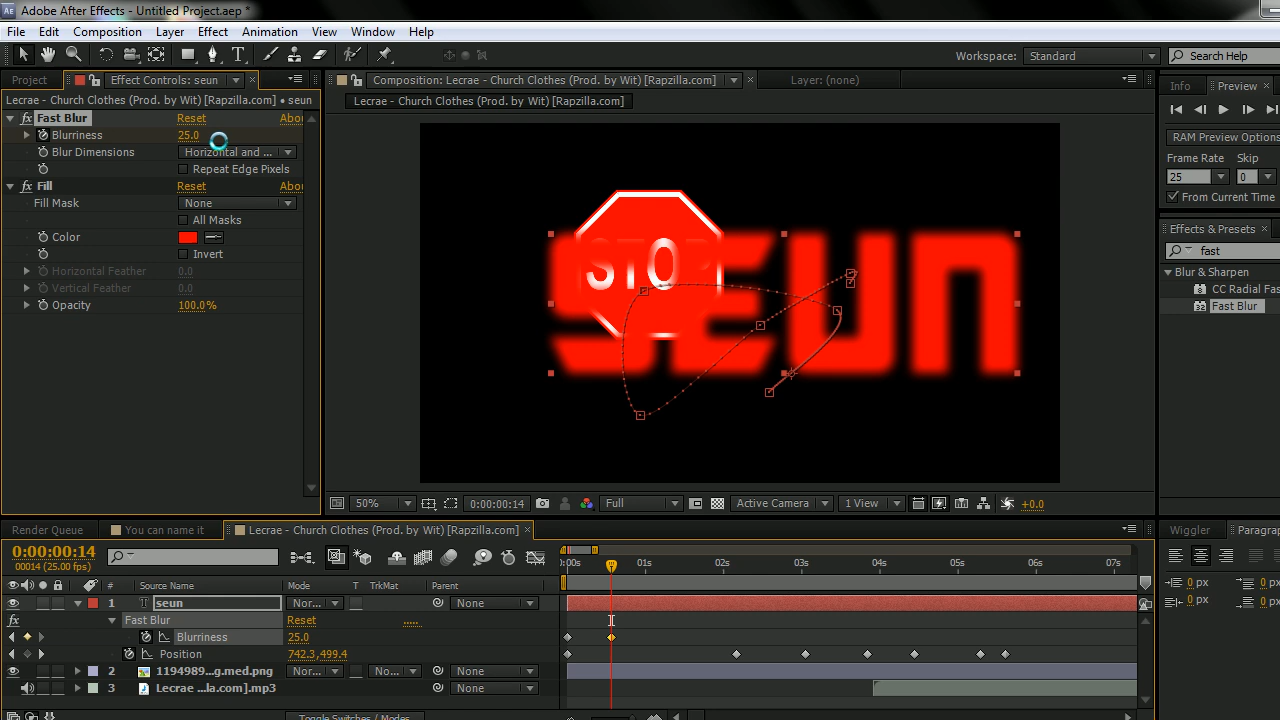 Ae Adobe After Effects - Untitled Project.aep *
File Edit Composition Layer Effect Animation View Window Help
Workspace: Standard Search Help
Project Effect Controls: seun Composition: Lecrae - Church Clothes (Prod. by Wit) [Rapzilla.com] Layer: (none) Info Preview
Lecrae - Church Clothes (Prod. by Wit) [Rapzilla.com] • seun
Lecrae - Church Clothes (Prod. by Wit) [Rapzilla.com]
fx Fast Blur Reset Abou
Blurriness 25.0
Blur Dimensions Horizontal and ...
Repeat Edge Pixels
fx Fill Reset Abou
Fill Mask None
All Masks
Color
Invert
Horizontal Feather 0.0
Vertical Feather 0.0
Opacity 100.0%
STOP
SEUN
RAM Preview Options
Frame Rate Skip
25 0
From Current Time
Effects & Presets
fast
Blur & Sharpen
CC Radial Fas
32 Fast Blur
50% 0:00:00:14 Full Active Camera 1 View +0.0
Render Queue You can name it Lecrae - Church Clothes (Prod. by Wit) [Rapzilla.com] Wiggler Paragrap
0:00:00:14
00014 (25.00 fps)
:00s 01s 02s 03s 04s 05s 06s 07s
# Source Name Mode T TrkMat Parent
1 T seun Nor... None
fx Fast Blur Reset .....
Blurriness 25.0
Position 742.3,499.4
2 1194989...g.med.png Nor... No... None
3 Lecrae ...la.com].mp3 None
Toggle Switches / Modes
0 px 0 px
0 px 0 px